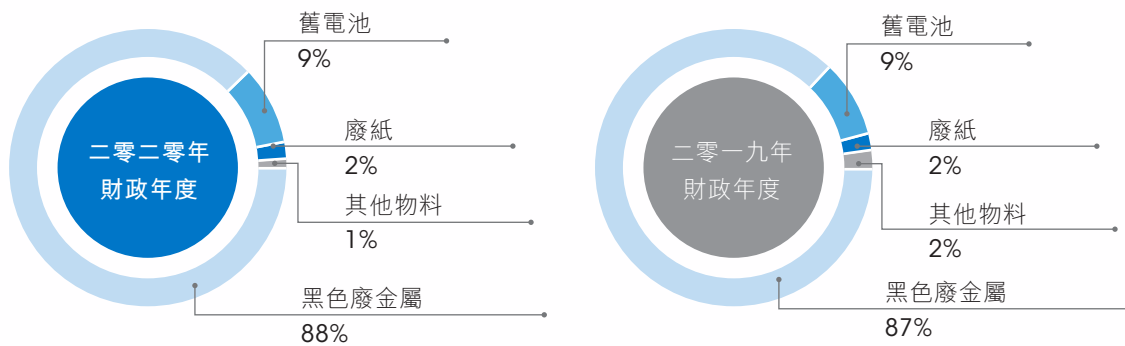 舊電池
9%
廢紙
2%
其他物料
1%
黑色廢金屬
88%
二零二零年
財政年度
舊電池
9%
廢紙
2%
其他物料
2%
黑色廢金屬
87%
二零一九年
財政年度